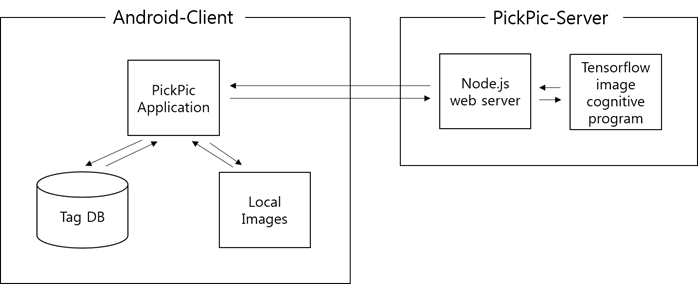 Android-Client
PickPic-Server
PickPic
Application
Node.js
web server
Tensorflow
image
cognitive
program
Tag DB
Local
Images